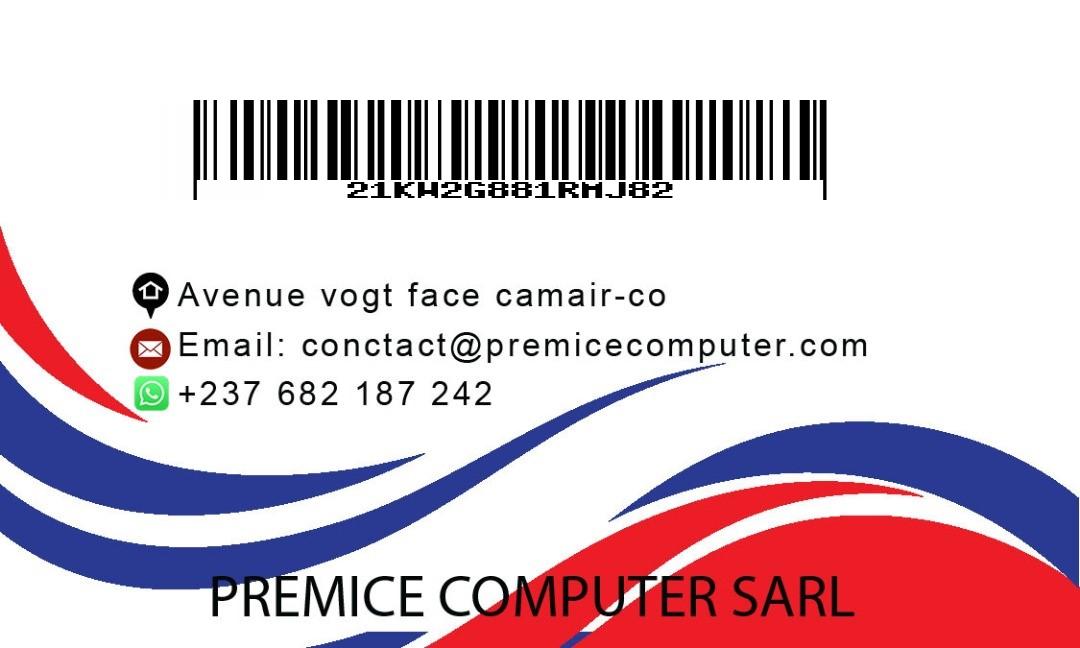 21KW2G881RMJ82
Avenue vogt face camair-co
Email: conctact@premicecomputer.com
+237 682 187 242
PREMICE COMPUTER SARL